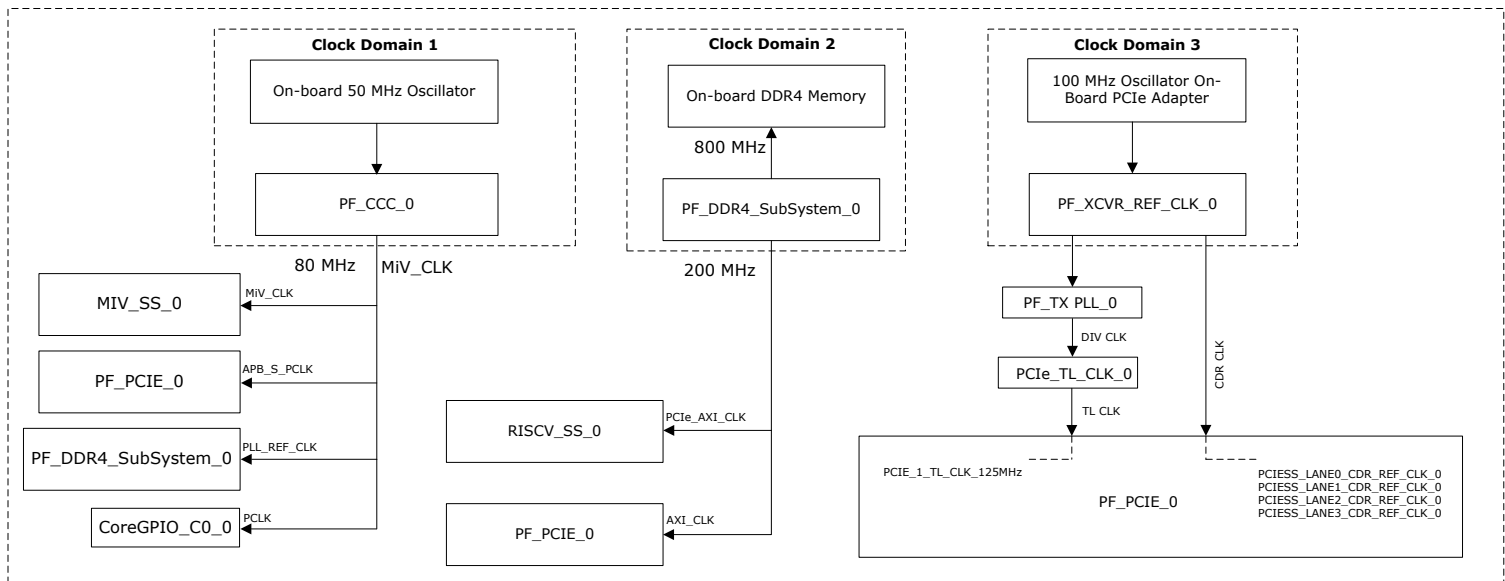 Clock Domain 1
On-board 50 MHz Oscillator
PF_CCC_0
80 MHz
MiV_CLK
MIV_SS_0
MiV_CLK
PF_PCIE_0
APB_S_PCLK
PF_DDR4_SubSystem_0
PLL_REF_CLK
CoreGPIO_C0_0
PCLK
Clock Domain 2
On-board DDR4 Memory
800 MHz
PF_DDR4_SubSystem_0
200 MHz
RISCV_SS_0
PCIe_AXI_CLK
PF_PCIE_0
AXI_CLK
Clock Domain 3
100 MHz Oscillator On-
Board PCIe Adapter
PF_XCVR_REF_CLK_0
PF_TX PLL_0
DIV CLK
PCIe_TL_CLK_0
TL CLK
CDR CLK
PCIE_1_TL_CLK_125MHz
PCIESS_LANE0_CDR_REF_CLK_0
PCIESS_LANE1_CDR_REF_CLK_0
PCIESS_LANE2_CDR_REF_CLK_0
PCIESS_LANE3_CDR_REF_CLK_0
PF_PCIE_0